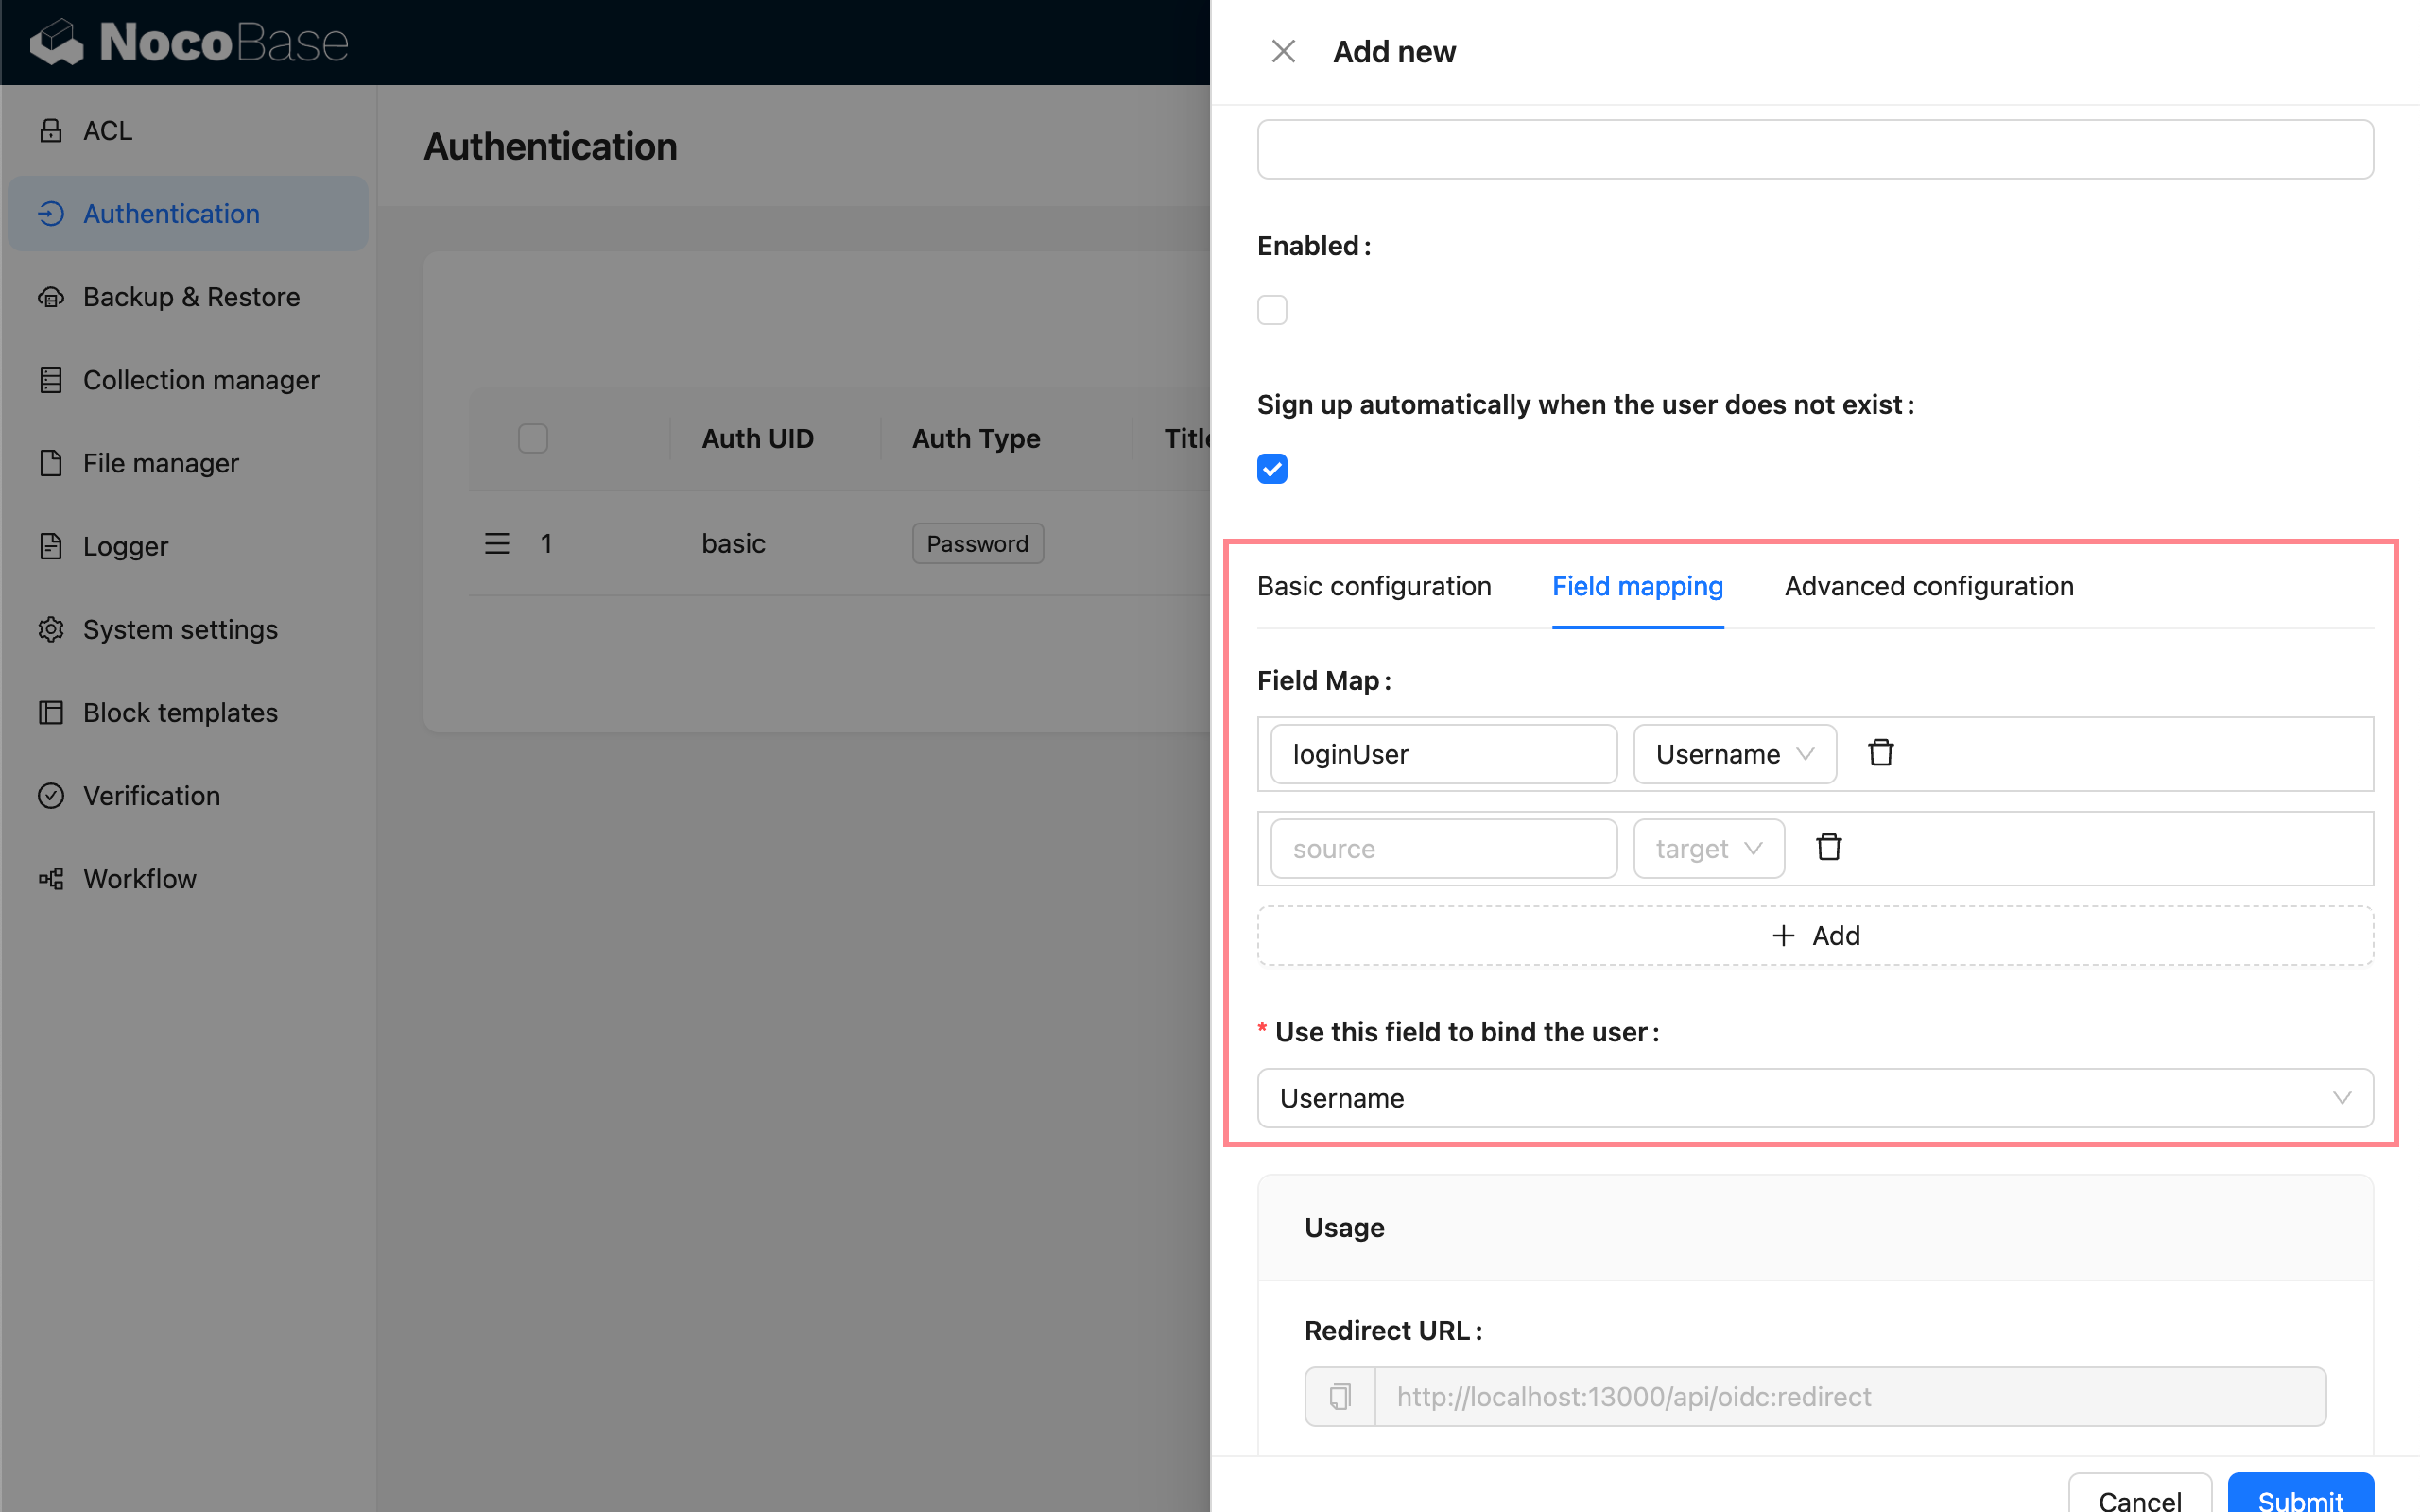 NocoBase
ACL
Authentication
Backup & Restore
Collection manager
File manager
Logger
System settings
Block templates
Verification
Workflow
Authentication
Auth UID Auth Type Title
1 basic Password
Add new
Enabled :
Sign up automatically when the user does not exist :
Basic configuration Field mapping Advanced configuration
Field Map :
loginUser Username
source target
+ Add
* Use this field to bind the user :
Username
Usage
Redirect URL :
http://localhost:13000/api/oidc:redirect
Cancel Submit